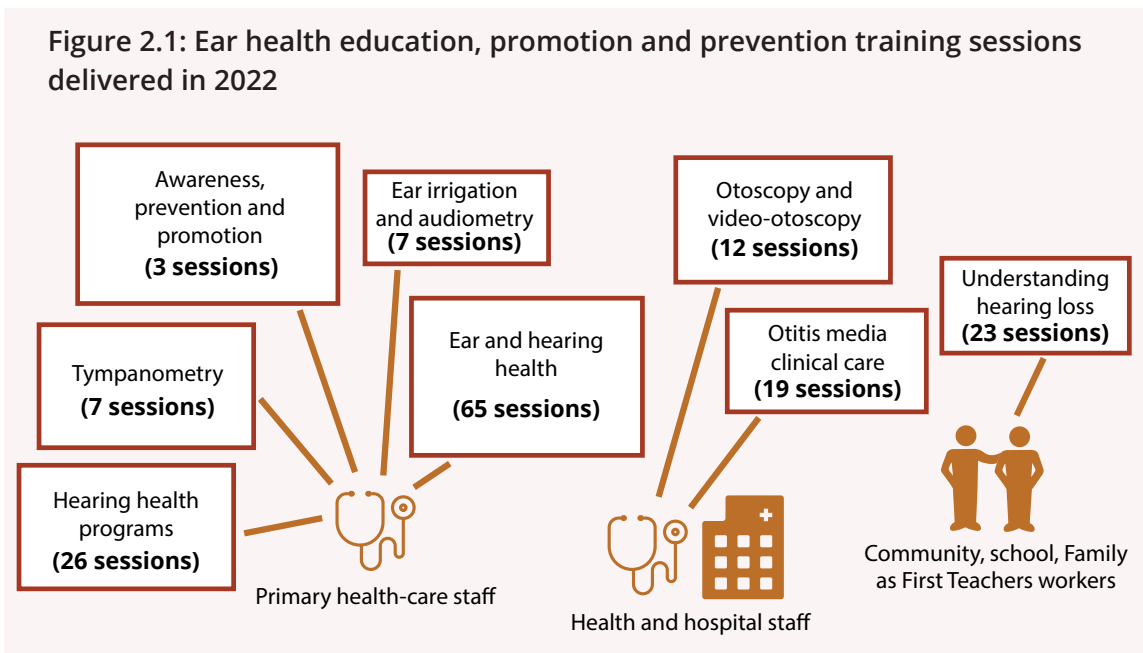 Figure 2.1: Ear health education, promotion and prevention training sessions
delivered in 2022
Awareness,
prevention and
promotion
(3 sessions)
Ear irrigation
and audiometry
(7 sessions)
Tympanometry
(7 sessions)
Ear and hearing
health
(65 sessions)
Hearing health
programs
(26 sessions)
Primary health-care staff
Otoscopy and
video-otoscopy
(12 sessions)
Otitis media
clinical care
(19 sessions)
Health and hospital staff
Understanding
hearing loss
(23 sessions)
Community, school, Family
as First Teachers workers